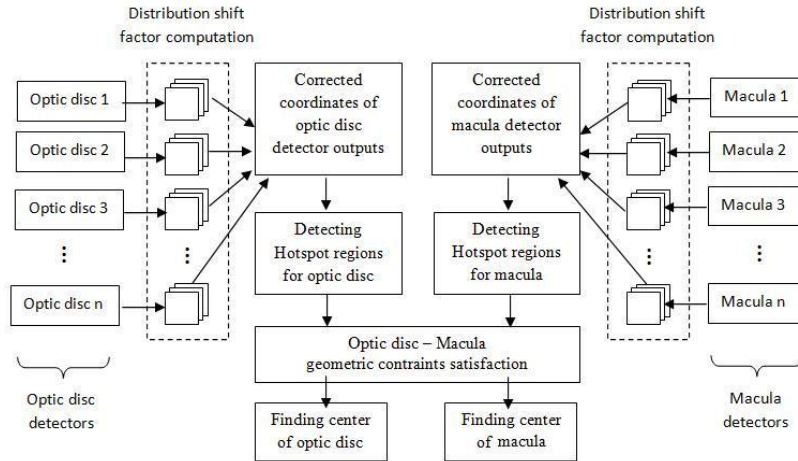 Distribution shift
factor computation
Distribution shift
factor computation
Optic disc 1
Optic disc 2
Optic disc 3
⋮
Optic disc n
Optic disc
detectors
⋮
Corrected
coordinates of
optic disc
detector outputs
Corrected
coordinates of
macula detector
outputs
Detecting
Hotspot regions
for optic disc
Detecting
Hotspot regions
for macula
Optic disc – Macula
geometric contraints satisfaction
Finding center
of optic disc
Finding center
of macula
⋮
Macula 1
Macula 2
Macula 3
⋮
Macula n
Macula
detectors